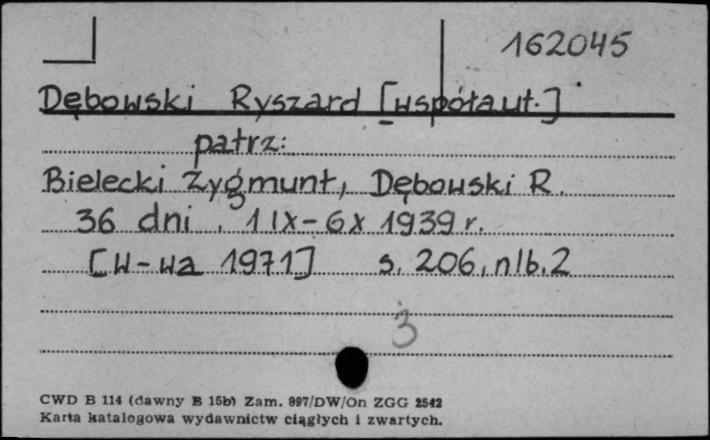 162045
Dębowski Ryszard [współaut.]
patrz:
Bielecki Zygmunt, Dębowski R.
36 dni. 1 IX-6X 1939 r.
[W-wa 1971] s. 206, nlb. 2
3
CWD B 114 (dawny B 15b) Zam. 897/DW/On ZGG 2542
Karta katalogowa wydawnictw ciągłych i zwartych.